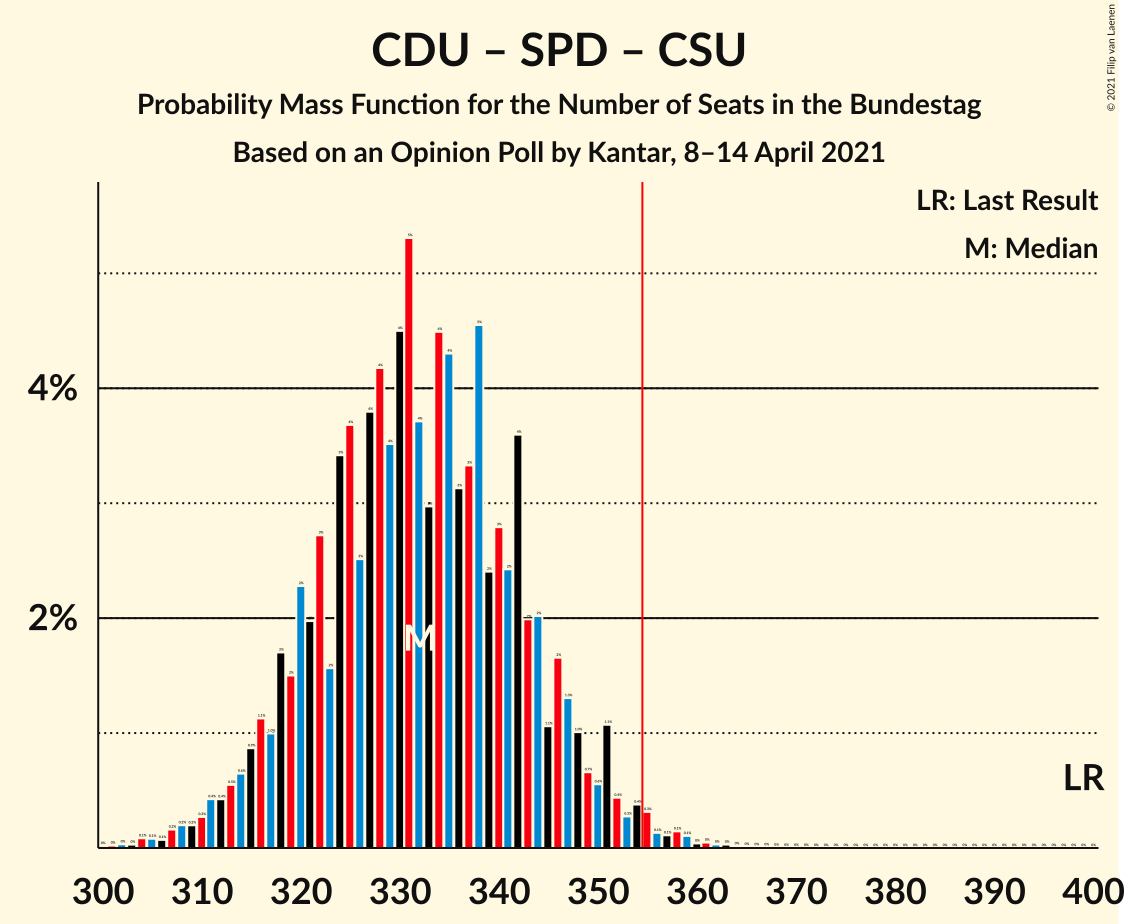 CDU – SPD – CSU
Probability Mass Function for the Number of Seats in the Bundestag
Based on an Opinion Poll by Kantar, 8–14 April 2021
© 2021 Filip van Laenen
LR: Last Result
M: Median
4%
2%
M
LR
300 310 320 330 340 350 360 370 380 390 400